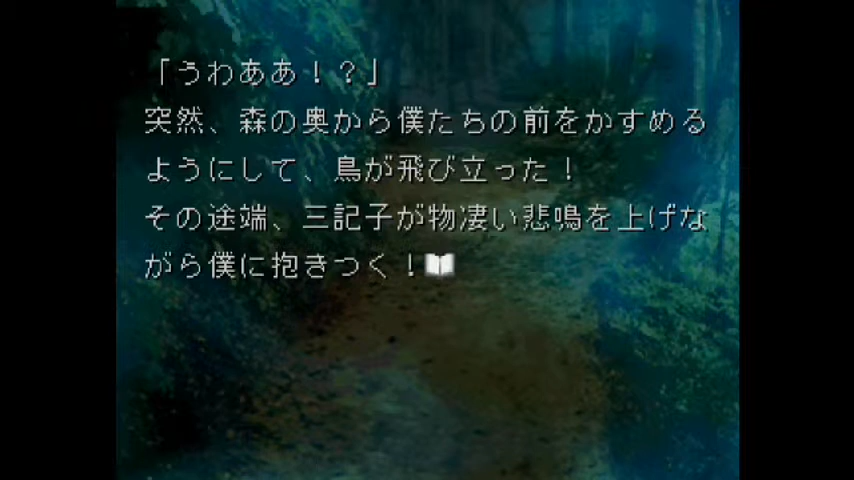 「うわああ！？」
突然、森の奥から僕たちの前をかすめる
ようにして、鳥が飛び立った！
その途端、三記子が物凄い悲鳴を上げな
がら僕に抱きつく！